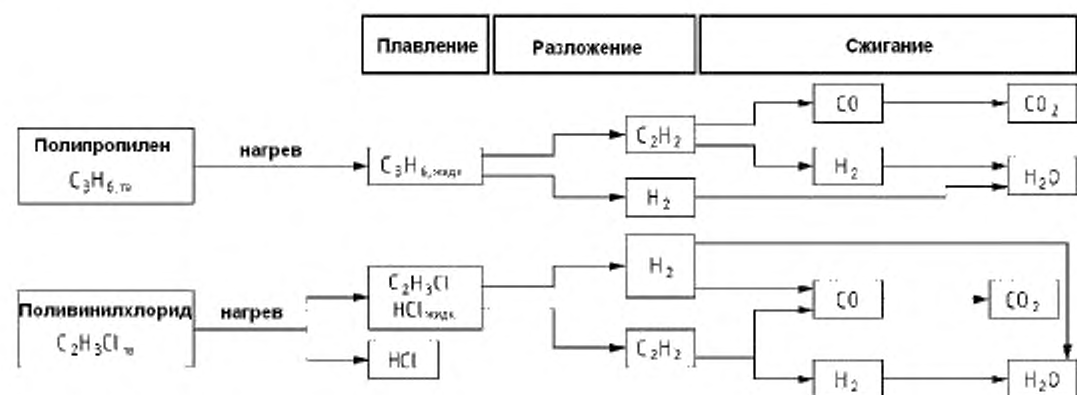 Плавление
Разложение
Сжигание
Полипропилен
C₃H₆,тв
нагрев
C₃H₆,жидк
C₂H₂
H₂
CO
H₂
CO₂
H₂O
Поливинилхлорид
C₂H₃Clтв
нагрев
C₂H₃Cl
HClжидк
HCl
H₂
C₂H₂
CO
H₂
CO₂
H₂O